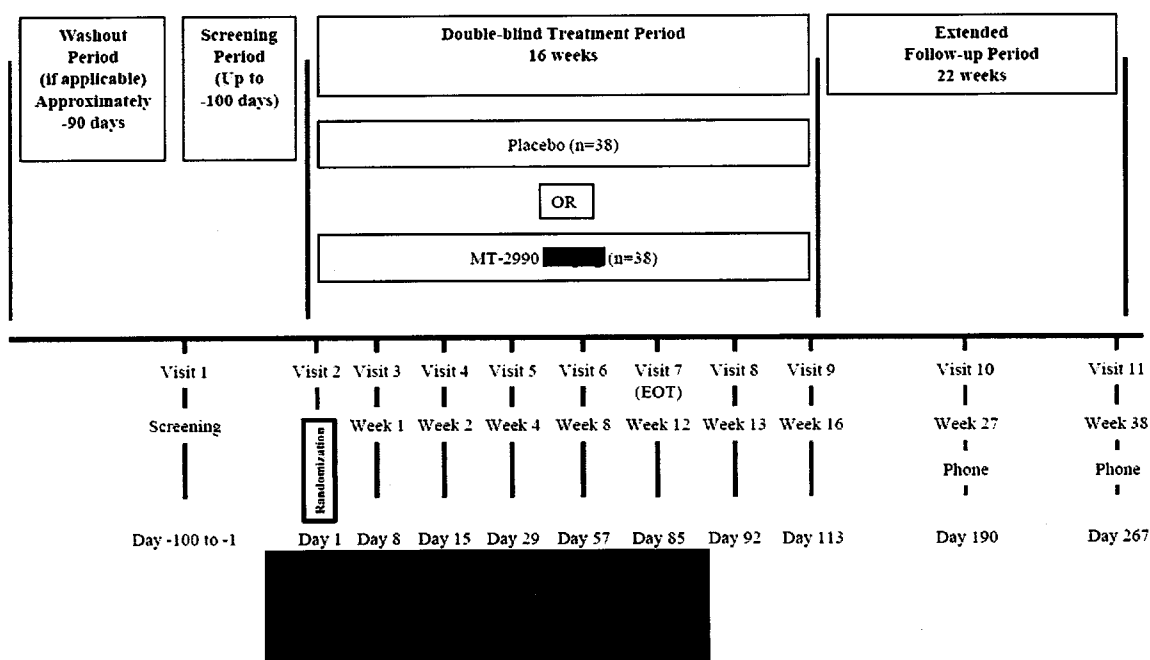 Washout
Period
(if applicable)
Approximately
-90 days
Screening
Period
(Up to
-100 days)
Double-blind Treatment Period
16 weeks
Extended
Follow-up Period
22 weeks
Placebo (n=38)
OR
MT-2990 (n=38)
Visit 1
Visit 2
Visit 3
Visit 4
Visit 5
Visit 6
Visit 7
(EOT)
Visit 8
Visit 9
Visit 10
Visit 11
Screening
Randomization
Week 1
Week 2
Week 4
Week 8
Week 12
Week 13
Week 16
Week 27
Week 38
Phone
Phone
Day -100 to -1
Day 1
Day 8
Day 15
Day 29
Day 57
Day 85
Day 92
Day 113
Day 190
Day 267